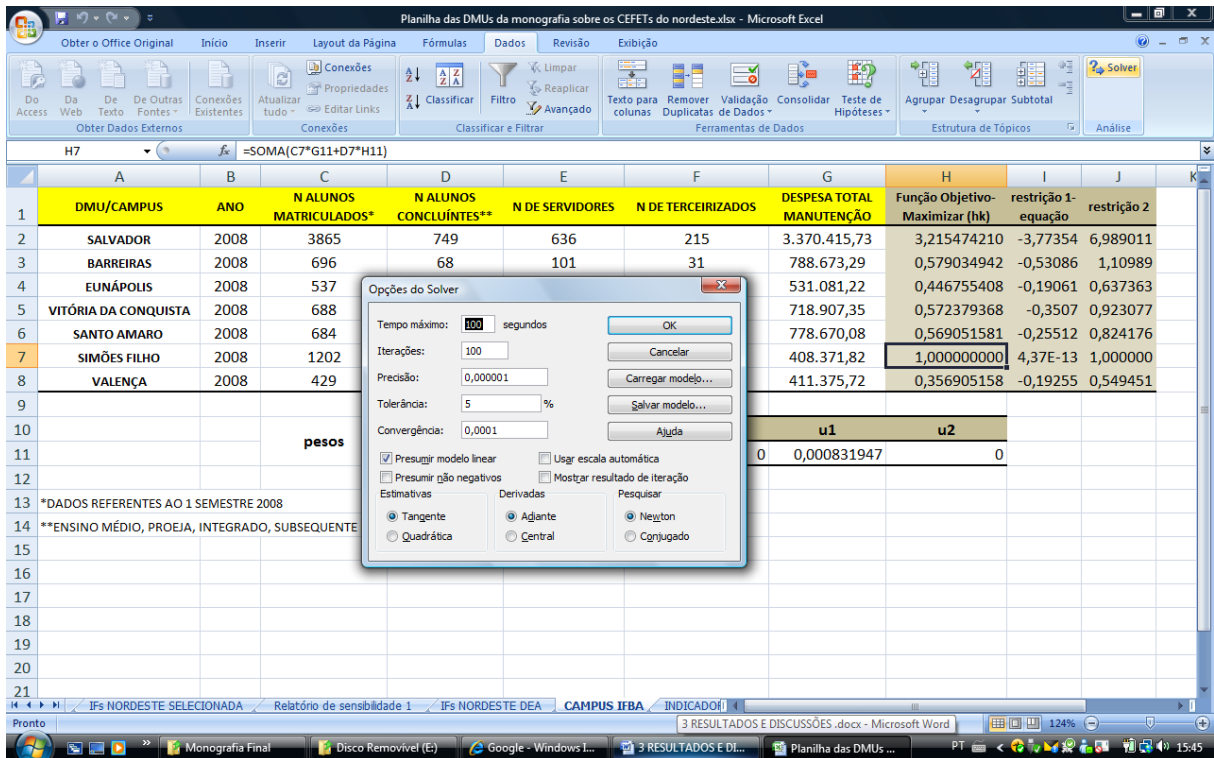 Planilha das DMUs da monografia sobre os CEFETs do nordeste.xlsx - Microsoft Excel
Obter o Office Original Início Inserir Layout da Página Fórmulas Dados Revisão Exibição
Do Access
Da Web
De Texto
De Outras Fontes
Conexões Existentes
Obter Dados Externos
Atualizar tudo
Conexões
Propriedades
Editar Links
Conexões
Classificar
Filtro
Limpar
Reaplicar
Avançado
Classificar e Filtrar
Texto para colunas
Remover Duplicatas
Validação de Dados
Consolidar
Teste de Hipóteses
Ferramentas de Dados
Agrupar
Desagrupar
Subtotal
Estrutura de Tópicos
Solver
Análise
H7 fx =SOMA(C7*G11+D7*H11)
A B C D E F G H I J K
1 DMU/CAMPUS ANO N ALUNOS MATRICULADOS* N ALUNOS CONCLUÍNTES** N DE SERVIDORES N DE TERCEIRIZADOS DESPESA TOTAL MANUTENÇÃO Função Objetivo- Maximizar (hk) restrição 1- equação restrição 2
2 SALVADOR 2008 3865 749 636 215 3.370.415,73 3,215474210 -3,77354 6,989011
3 BARREIRAS 2008 696 68 101 31 788.673,29 0,579034942 -0,53086 1,10989
4 EUNÁPOLIS 2008 537 531.081,22 0,446755408 -0,19061 0,637363
5 VITÓRIA DA CONQUISTA 2008 688 718.907,35 0,572379368 -0,3507 0,923077
6 SANTO AMARO 2008 684 778.670,08 0,569051581 -0,25512 0,824176
7 SIMÕES FILHO 2008 1202 408.371,82 1,000000000 4,37E-13 1,000000
8 VALENÇA 2008 429 411.375,72 0,356905158 -0,19255 0,549451
9
10 pesos u1 u2
11 0 0,000831947 0
12
13 *DADOS REFERENTES AO 1 SEMESTRE 2008
14 **ENSINO MÉDIO, PROEJA, INTEGRADO, SUBSEQUENTE
15
16
17
18
19
20
21
Opções do Solver
Tempo máximo: 100 segundos
OK
Iterações: 100
Cancelar
Precisão: 0,000001
Carregar modelo...
Tolerância: 5 %
Salvar modelo...
Convergência: 0,0001
Ajuda
Presumir modelo linear Usar escala automática
Presumir não negativos Mostrar resultado de iteração
Estimativas Derivadas Pesquisar
Tangente Adiante Newton
Quadrática Central Conjugado
IFs NORDESTE SELECIONADA Relatório de sensibilidade 1 IFs NORDESTE DEA CAMPUS IFBA INDICADO
Pronto
3 RESULTADOS E DISCUSSÕES .docx - Microsoft Word
124%
Monografia Final Disco Removível (E:) Google - Windows I... 3 RESULTADOS E DI... Planilha das DMUs ... PT 15:45